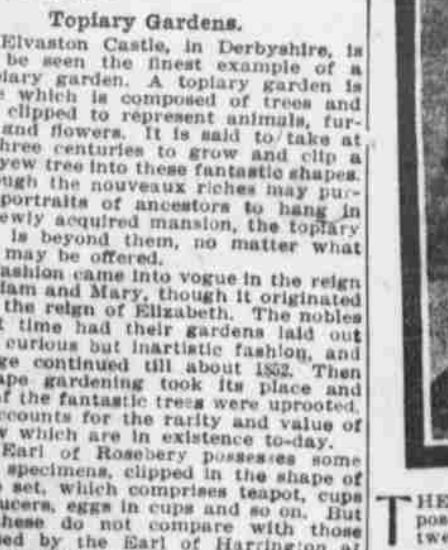 Topiary Gardens.
Elvaston Castle, in Derbyshire, is
be seen the finest example of a
piary garden. A topiary garden is
which is composed of trees and
clipped to represent animals, fur-
and flowers. It is said to take at
hree centuries to grow and clip a
yew tree into these fantastic shapes.
ugh the nouveaux riches may pur-
portraits of ancestors to hang in
ewly acquired mansion, the topiary
is beyond them, no matter what
may be offered.
ashion came into vogue in the reign
iam and Mary, though it originated
the reign of Elizabeth. The nobles
t time had their gardens laid out
curious but inartistic fashion, and
ge continued till about 1852. Then
ape gardening took its place and
of the fantastic trees were uprooted.
ccounts for the rarity and value of
w which are in existence to-day.
Earl of Rosebery possesses some
specimens, clipped in the shape of
set, which comprises teapot, cups
ucers, eggs in cups and so on. But
hese do not compare with those
ed by the Earl of Harrington at
THE
pos
tw